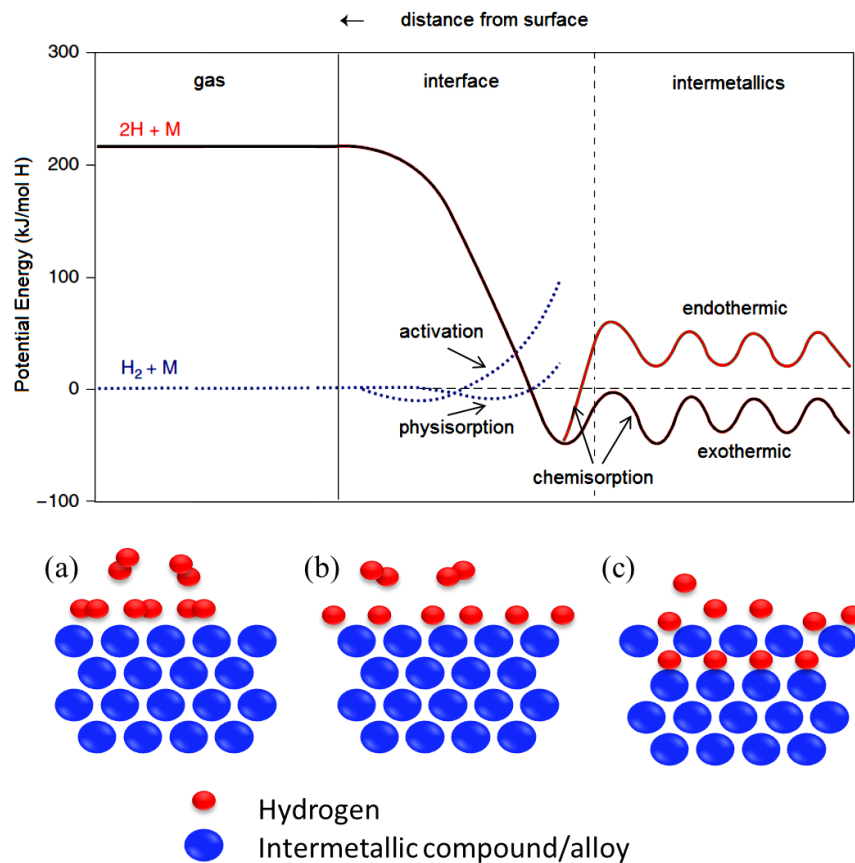 ← distance from surface
300
gas
interface
intermetallics
2H + M
200
Potential Energy (kJ/mol H)
100
endothermic
activation
H₂ + M
0
physisorption
exothermic
chemisorption
−100
(a)
(b)
(c)
Hydrogen
Intermetallic compound/alloy